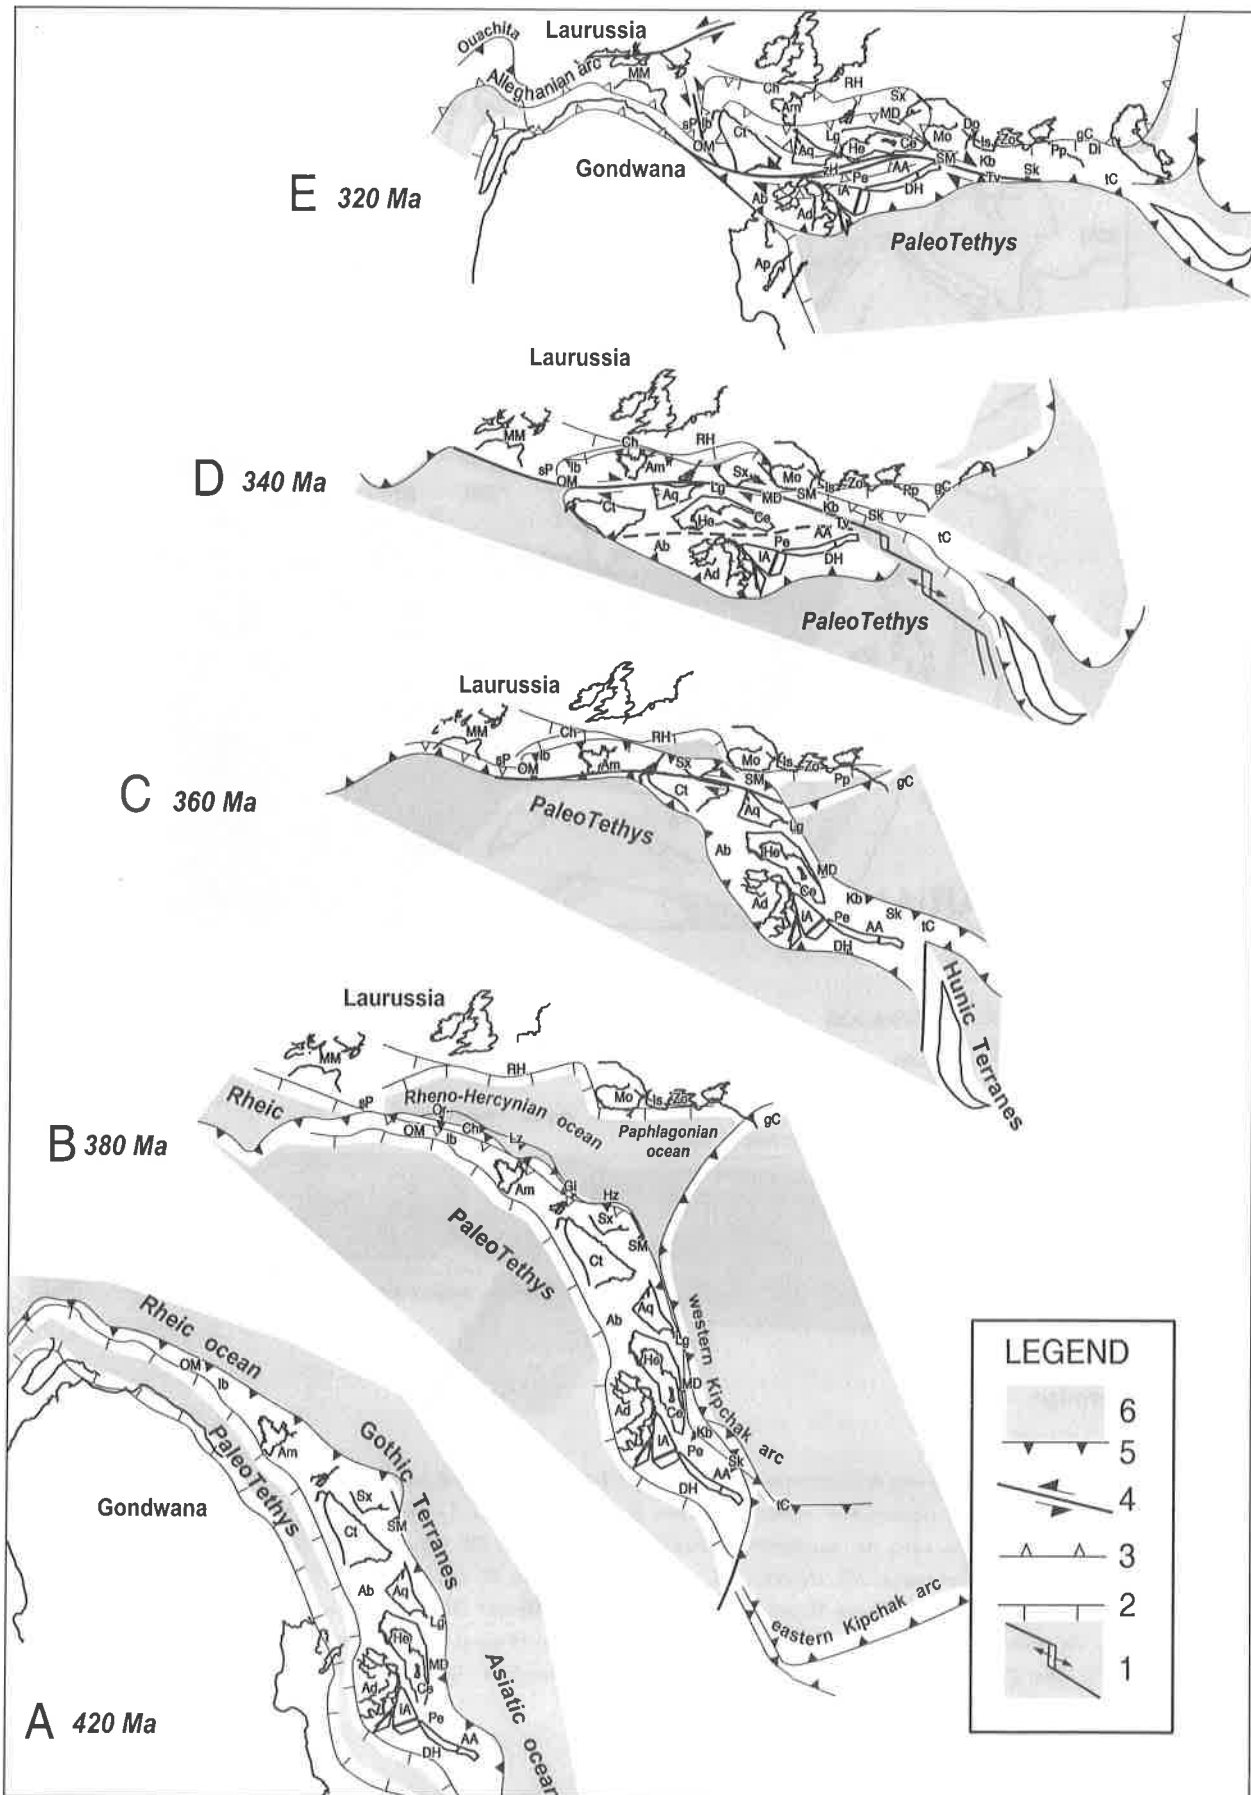 Ouachita
Laurussia
Alleghanian arc
MM
Ch
RH
Am
Sx
MD
sP
Ib
OM
Ct
Lg
Aq
He
Ce
Mo
Do
Is
Zo
Pp
gC
Di
Gondwana
zH
Pe
AA
SM
Kb
Tv
Sk
tC
IA
DH
Ab
Ad
Ap
E 320 Ma
PaleoTethys
Laurussia
MM
Ch
RH
sP
Ib
OM
Am
Sx
Mo
Is
Zo
gC
D 340 Ma
Aq
Lg
MD
SM
Ct
He
Ce
Kb
Tv
Sk
tC
Ab
Pe
AA
IA
DH
Ad
PaleoTethys
Laurussia
MM
Ch
RH
sP
Ib
OM
Am
Sx
Mo
Is
Zo
SM
Pp
gC
C 360 Ma
Ct
PaleoTethys
Aq
Lg
Ab
He
MD
Ce
Ad
Kb
IA
Pe
Sk
AA
tC
DH
Hunic Terranes
Laurussia
MM
RH
Mo
Is
Zo
Rheic
sP
Rheno-Hercynian ocean
Or
OM
Ib
Ch
Lz
Paphlagonian
ocean
gC
B 380 Ma
Am
Gi
Hz
Sx
SM
PaleoTethys
Ct
Aq
Ab
Lg
western Kipchak arc
He
MD
Ad
Ce
IA
Kb
Pe
Sk
AA
DH
tC
eastern Kipchak arc
Rheic ocean
OM
Ib
Am
PaleoTethys
Gothic Terranes
Gondwana
Sx
Ct
SM
Ab
Aq
Lg
He
MD
Ad
IA
Pe
AA
DH
Asiatic ocean
A 420 Ma
LEGEND
6
5
4
3
2
1